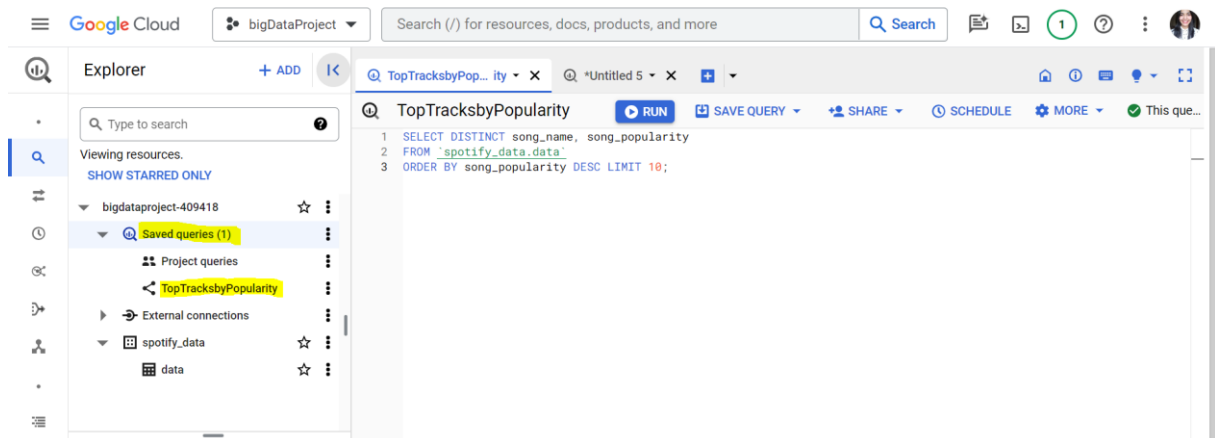 Google Cloud bigDataProject Search (/) for resources, docs, products, and more Search 1
Explorer + ADD
TopTracksbyPop... ity *Untitled 5
Type to search
TopTracksbyPopularity RUN SAVE QUERY SHARE SCHEDULE MORE This que...
Viewing resources.
SHOW STARRED ONLY
1 SELECT DISTINCT song_name, song_popularity
2 FROM `spotify_data.data`
3 ORDER BY song_popularity DESC LIMIT 10;
bigdataproject-409418
Saved queries (1)
Project queries
TopTracksbyPopularity
External connections
spotify_data
data